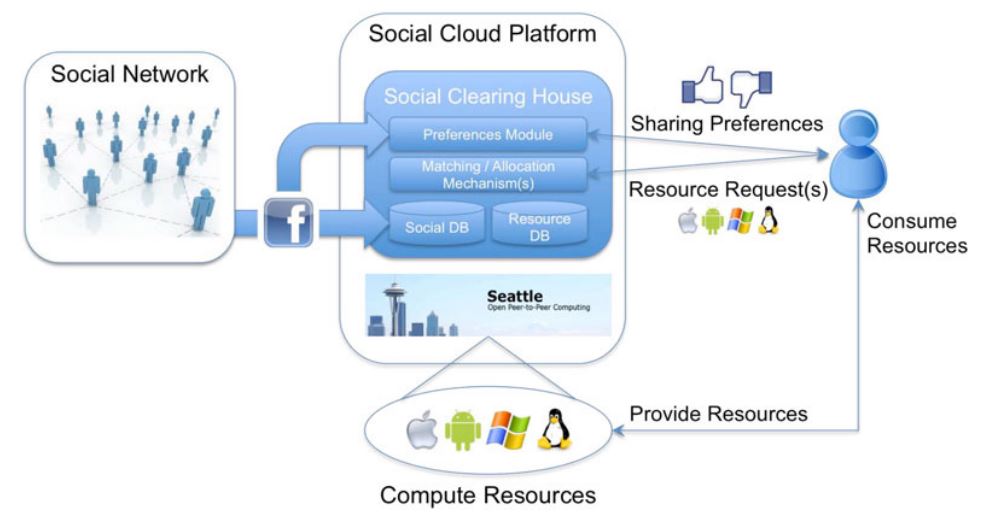 Social Network
Social Cloud Platform
Social Clearing House
Preferences Module
Matching / Allocation
Mechanism(s)
Social DB
Resource
DB
f
Seattle
Open Peer-to-Peer Computing
Sharing Preferences
Resource Request(s)
Consume
Resources
Provide Resources
Compute Resources